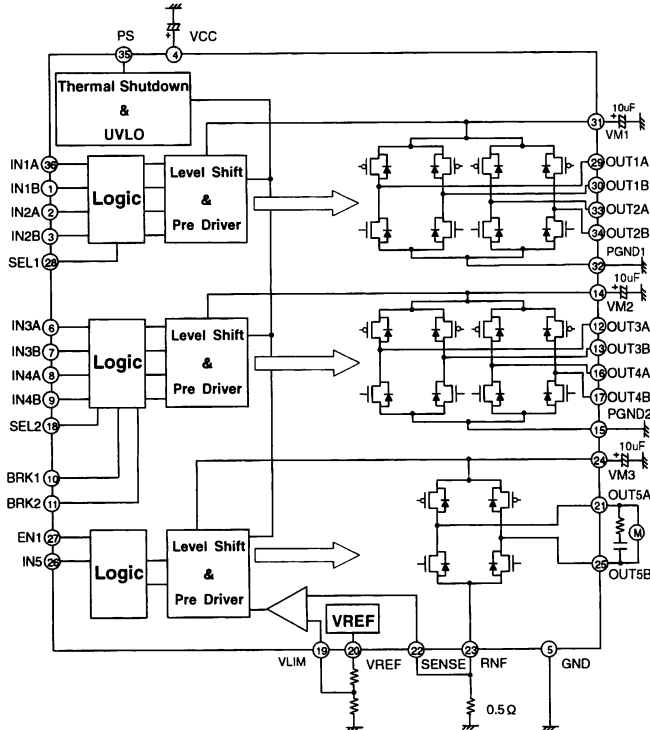 PS VCC
35 4
Thermal Shutdown
&
UVLO
10uF
+
31
VM1
IN1A 36
IN1B 1
IN2A 2
IN2B 3
SEL1 28
Logic
Level Shift
&
Pre Driver
29 OUT1A
30 OUT1B
33 OUT2A
34 OUT2B
PGND1
32
10uF
+
14
VM2
IN3A 6
IN3B 7
IN4A 8
IN4B 9
SEL2 18
Logic
Level Shift
&
Pre Driver
12 OUT3A
13 OUT3B
16 OUT4A
17 OUT4B
PGND2
15
BRK1 10
BRK2 11
10uF
+
24
VM3
EN1 27
IN5 26
Logic
Level Shift
&
Pre Driver
21 OUT5A
M
25 OUT5B
VREF
19 20 22 23 5
VLIM VREF SENSE RNF GND
0.5Ω